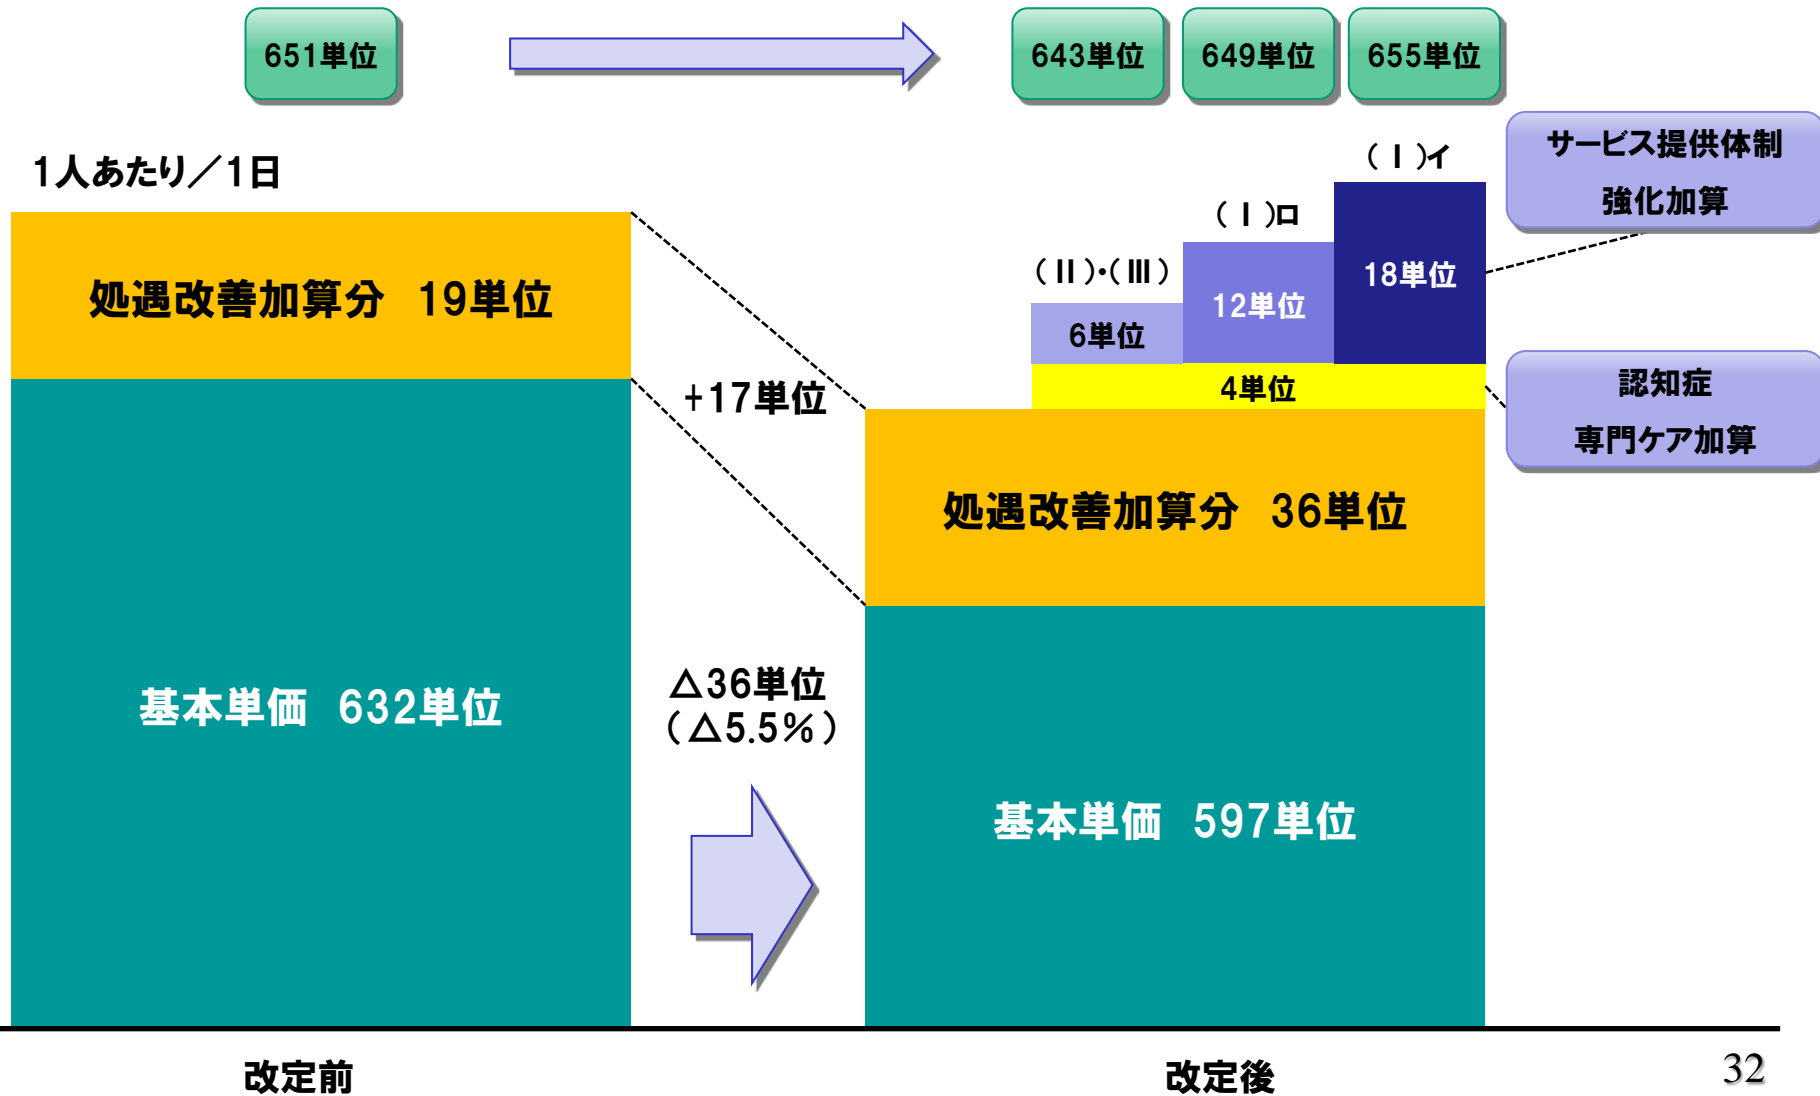 651単位
643単位
649単位
655単位
1人あたり／1日
サービス提供体制
強化加算
(Ⅰ)イ
(Ⅰ)ロ
(Ⅱ)・(Ⅲ)
18単位
12単位
6単位
4単位
認知症
専門ケア加算
処遇改善加算分 19単位
+17単位
処遇改善加算分 36単位
基本単価 632単位
△36単位
(△5.5%)
基本単価 597単位
改定前
改定後
32